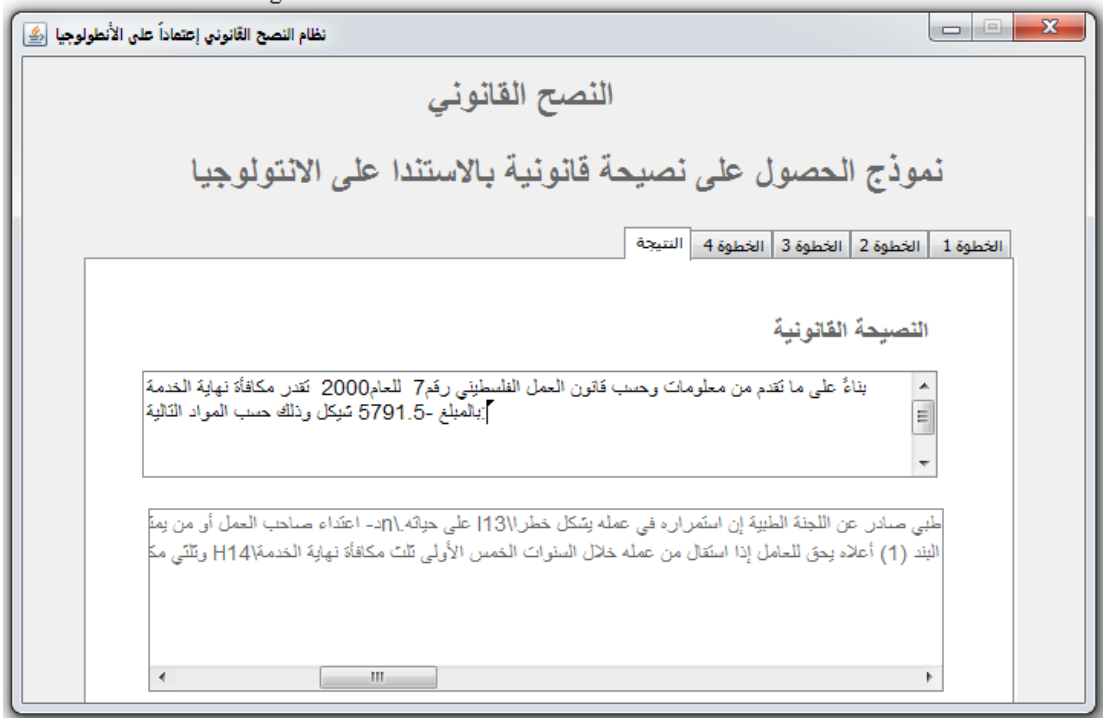 نظام النصح القانوني إعتماداً على الأنطولوجيا
النصح القانوني
نموذج الحصول على نصيحة قانونية بالاستندا على الانتولوجيا
الخطوة 1 الخطوة 2 الخطوة 3 الخطوة 4 النتيجة
النصيحة القانونية
بناءً على ما تقدم من معلومات وحسب قانون العمل الفلسطيني رقم7 للعام2000 تقدر مكافأة نهاية الخدمة
:بالمبلغ -5791.5 شيكل وذلك حسب المواد التالية
طبي صادر عن اللجنة الطبية إن استمراره في عمله يشكل خطرا\I13 على حياته.\nد- اعتداء صاحب العمل أو من
البند (1) أعلاه يحق للعامل إذا استقال من عمله خلال السنوات الخمس الأولى ثلث مكافأة نهاية الخدمة\H14 وثلثي